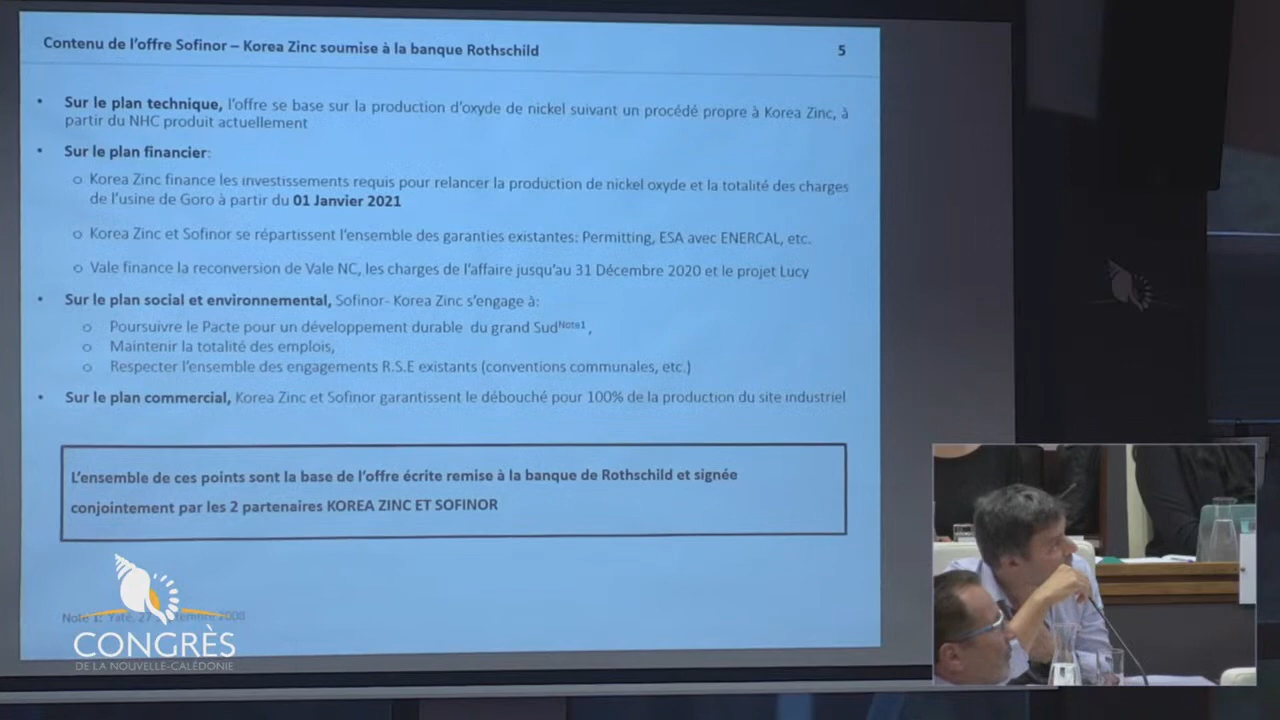 Contenu de l'offre Sofinor – Korea Zinc soumise à la banque Rothschild 5
• Sur le plan technique, l'offre se base sur la production d'oxyde de nickel suivant un procédé propre à Korea Zinc, à
partir du NHC produit actuellement
• Sur le plan financier:
o Korea Zinc finance les investissements requis pour relancer la production de nickel oxyde et la totalité des charges
de l'usine de Goro à partir du 01 Janvier 2021
o Korea Zinc et Sofinor se répartissent l'ensemble des garanties existantes: Permitting, ESA avec ENERCAL, etc.
o Vale finance la reconversion de Vale NC, les charges de l'affaire jusqu'au 31 Décembre 2020 et le projet Lucy
• Sur le plan social et environnemental, Sofinor- Korea Zinc s'engage à:
o Poursuivre le Pacte pour un développement durable du grand Sud Note1,
o Maintenir la totalité des emplois,
o Respecter l'ensemble des engagements R.S.E existants (conventions communales, etc.)
• Sur le plan commercial, Korea Zinc et Sofinor garantissent le débouché pour 100% de la production du site industriel
L'ensemble de ces points sont la base de l'offre écrite remise à la banque de Rothschild et signée
conjointement par les 2 partenaires KOREA ZINC ET SOFINOR
Note 1: Yaté, 27 2008
CONGRÈS
DE LA NOUVELLE-CALÉDONIE